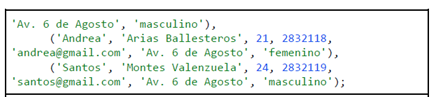 'Av. 6 de Agosto', 'masculino'),
('Andrea', 'Arias Ballesteros', 21, 2832118,
'andrea@gmail.com', 'Av. 6 de Agosto', 'femenino'),
('Santos', 'Montes Valenzuela', 24, 2832119,
'santos@gmail.com', 'Av. 6 de Agosto', 'masculino');